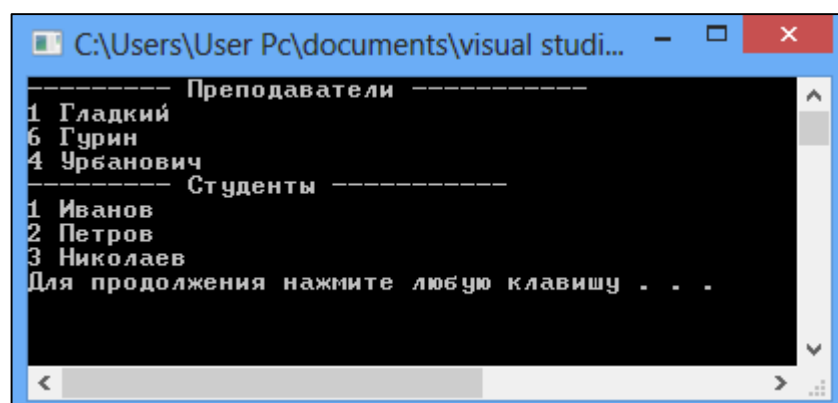 C:\Users\User Pc\documents\visual studi...
--------- Преподаватели -----------
1 Гладкий
6 Гурин
4 Урбанович
--------- Студенты -----------
1 Иванов
2 Петров
3 Николаев
Для продолжения нажмите любую клавишу . . .